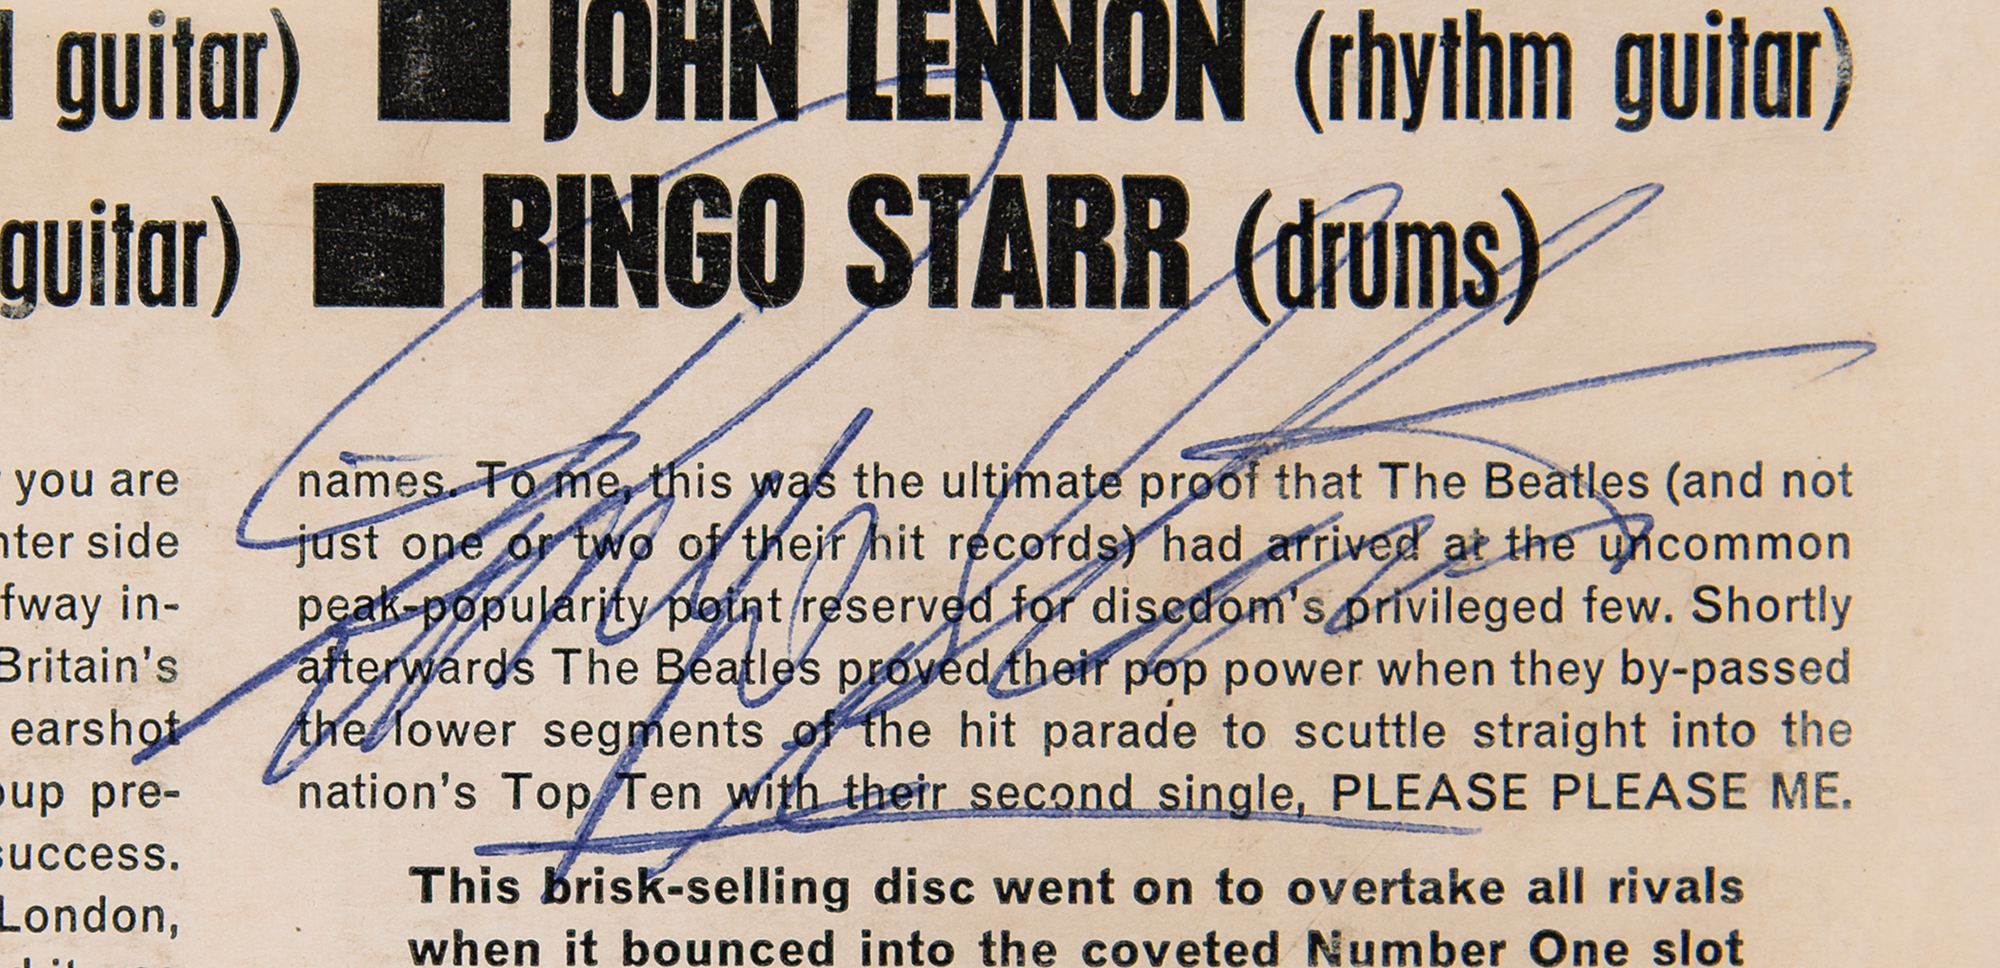 guitar) ■ JOHN LENNON (rhythm guitar)
guitar) ■ RINGO STARR (drums)
you are
side
fway in-
Britain's
earshot
pre-
success.
London,
names. To me, this was the ultimate proof that The Beatles (and not
just one or two of their hit records) had arrived at the uncommon
peak-popularity point reserved for discdom's privileged few. Shortly
afterwards The Beatles proved their pop power when they by-passed
the lower segments of the hit parade to scuttle straight into the
nation's Top Ten with their second single, PLEASE PLEASE ME.
This brisk-selling disc went on to overtake all rivals
when it bounced into the coveted Number One slot